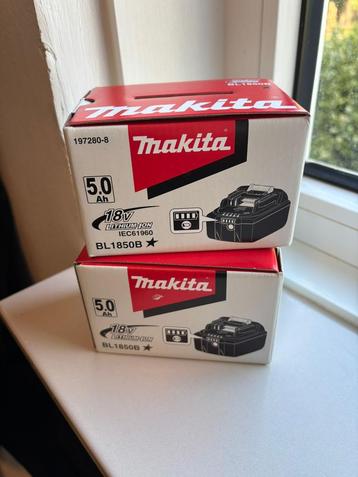 BL1850B
makita
197280-8
5.0
Ah
18V
LITHIUM-ION
IEC61960
BL1850B ★
makita
5.0
Ah
18V
LITHIUM-ION
BL1850B ★